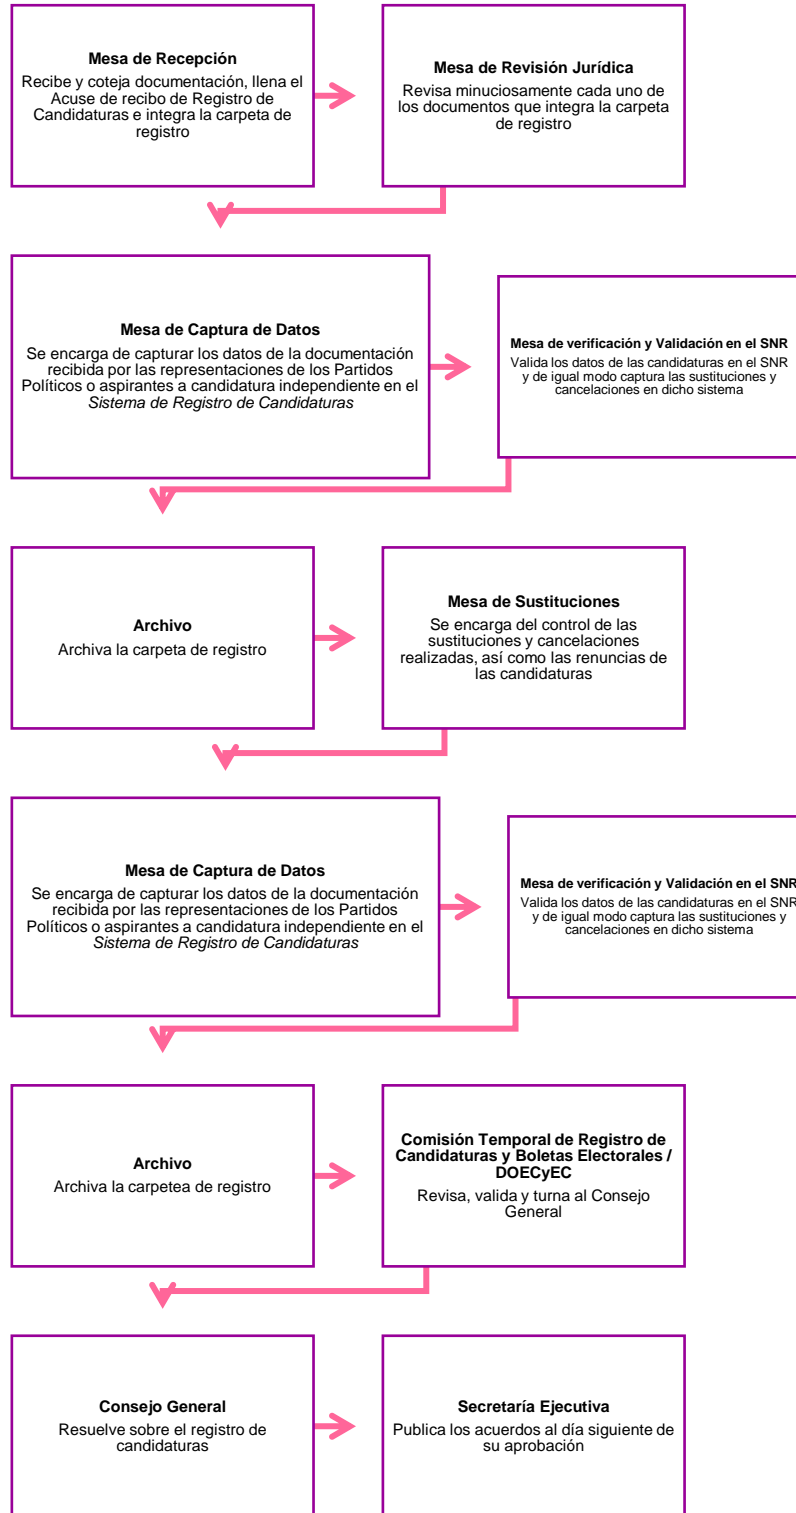 Mesa de Recepción
Recibe y coteja documentación, llena el
Acuse de recibo de Registro de
Candidaturas e integra la carpeta de
registro
Mesa de Revisión Jurídica
Revisa minuciosamente cada uno de
los documentos que integra la carpeta
de registro
Mesa de Captura de Datos
Se encarga de capturar los datos de la documentación
recibida por las representaciones de los Partidos
Políticos o aspirantes a candidatura independiente en el
Sistema de Registro de Candidaturas
Mesa de verificación y Validación en el SNR
Valida los datos de las candidaturas en el SNR
y de igual modo captura las sustituciones y
cancelaciones en dicho sistema
Archivo
Archiva la carpeta de registro
Mesa de Sustituciones
Se encarga del control de las
sustituciones y cancelaciones
realizadas, así como las renuncias de
las candidaturas
Mesa de Captura de Datos
Se encarga de capturar los datos de la documentación
recibida por las representaciones de los Partidos
Políticos o aspirantes a candidatura independiente en el
Sistema de Registro de Candidaturas
Mesa de verificación y Validación en el SNR
Valida los datos de las candidaturas en el SNR
y de igual modo captura las sustituciones y
cancelaciones en dicho sistema
Archivo
Archiva la carpetea de registro
Comisión Temporal de Registro de
Candidaturas y Boletas Electorales /
DOECyEC
Revisa, valida y turna al Consejo
General
Consejo General
Resuelve sobre el registro de
candidaturas
Secretaría Ejecutiva
Publica los acuerdos al día siguiente de
su aprobación